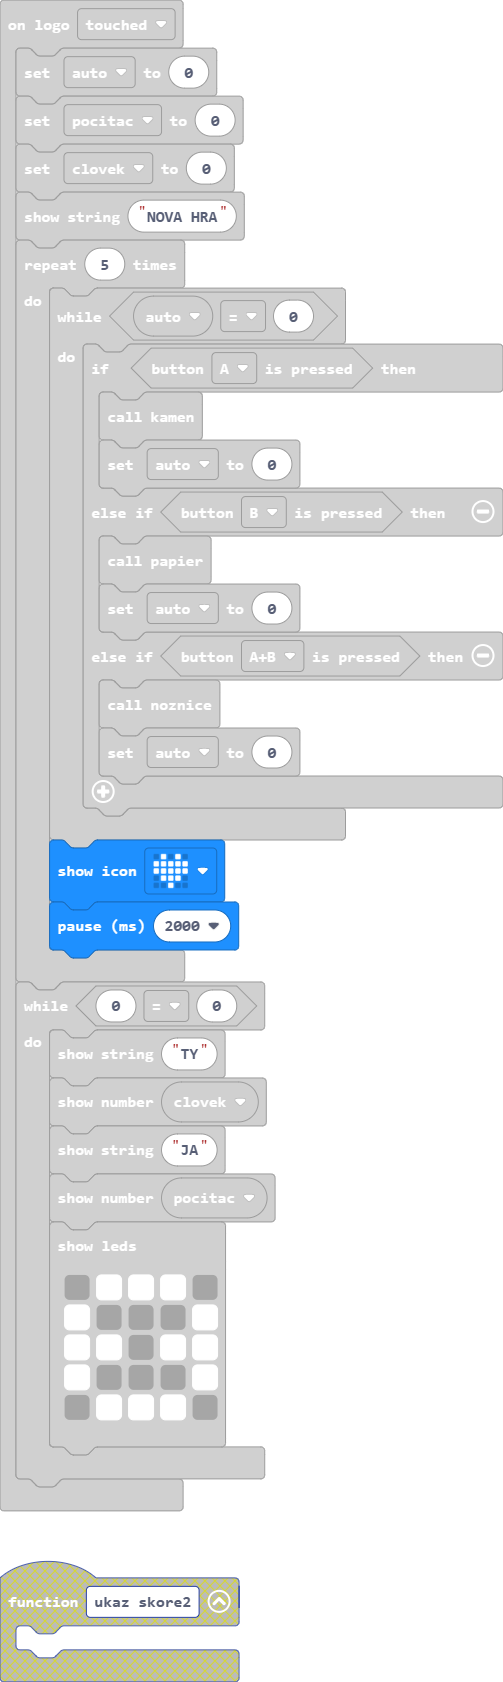 on logo touched
set auto to 0
set pocitac to 0
set clovek to 0
show string "NOVA HRA"
repeat 5 times
do
while auto = 0
do
if button A is pressed then
call kamen
set auto to 0
else if button B is pressed then
call papier
set auto to 0
else if button A+B is pressed then
call noznice
set auto to 0
show icon
pause (ms) 2000
while 0 = 0
do
show string "TY"
show number clovek
show string "JA"
show number pocitac
show leds
function ukaz skore2